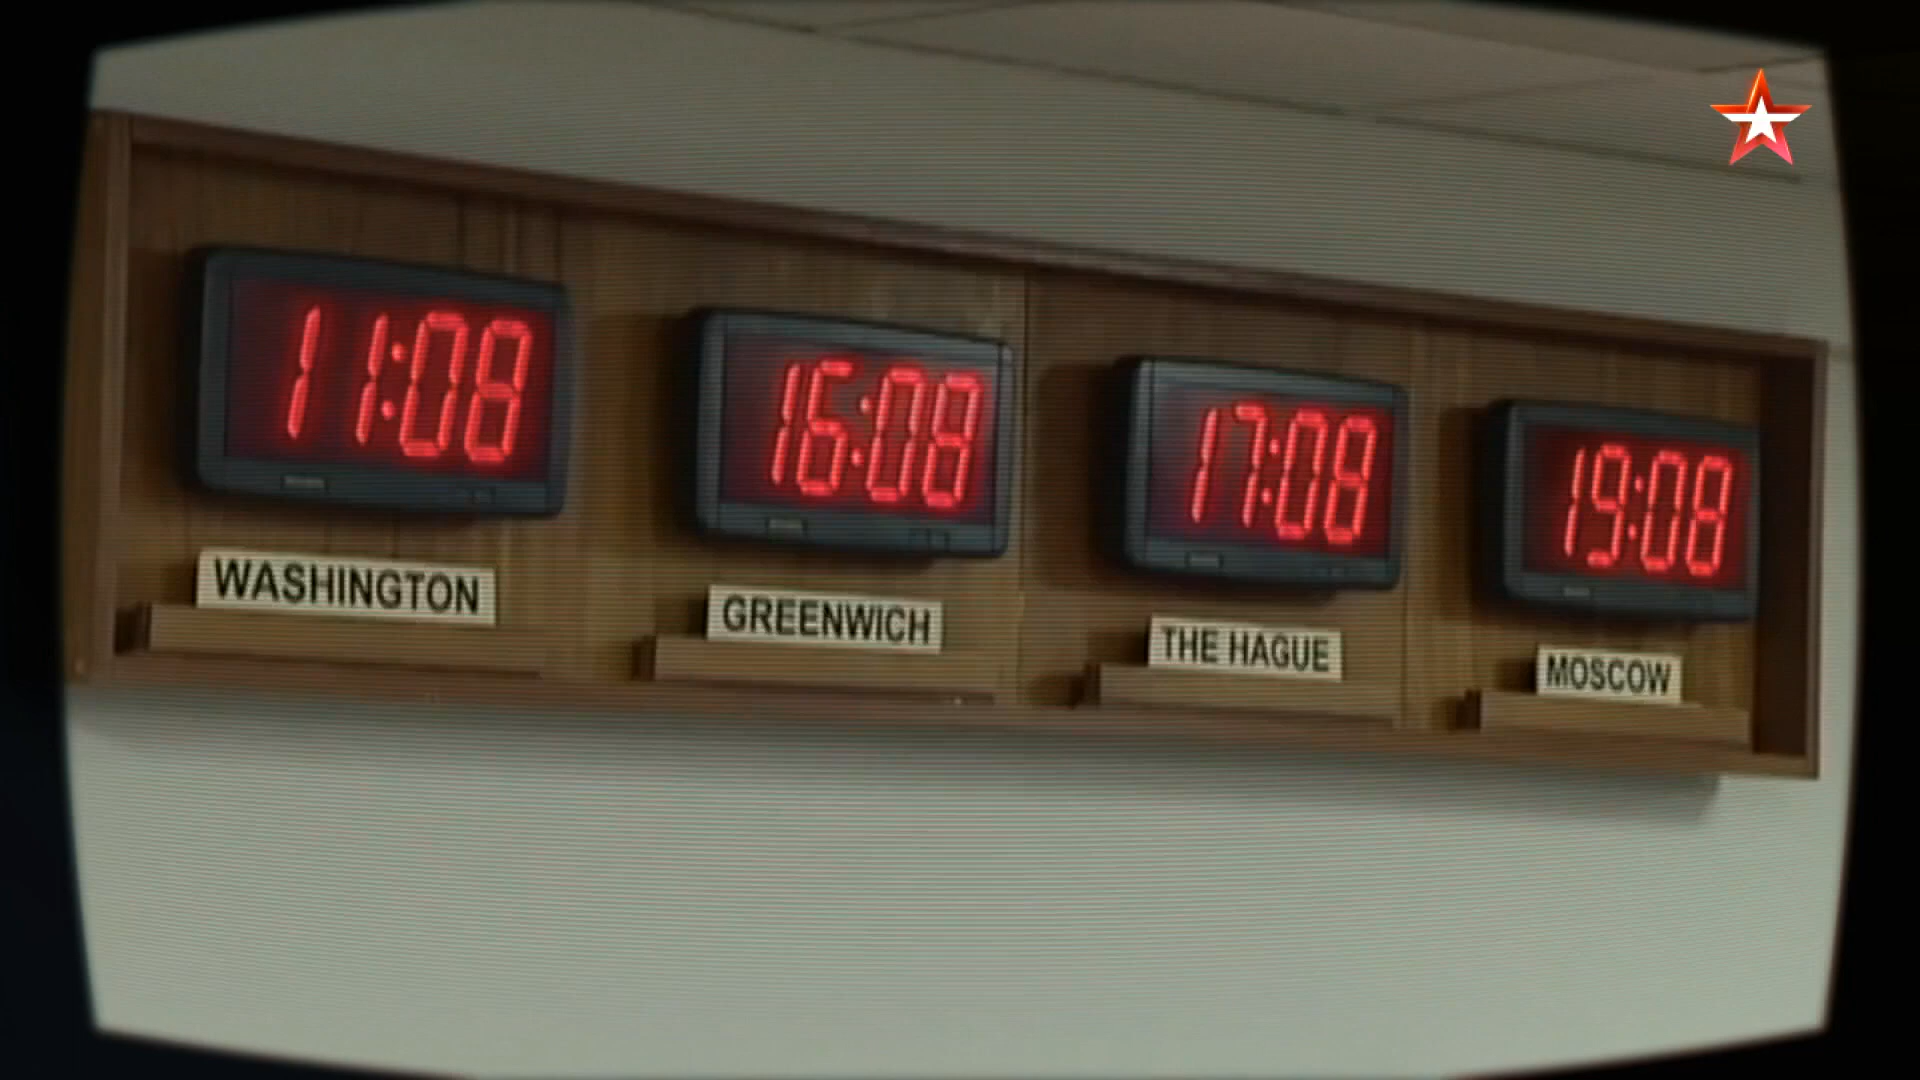 11:08
16:08
17:08
19:08
WASHINGTON
GREENWICH
THE HAGUE
MOSCOW